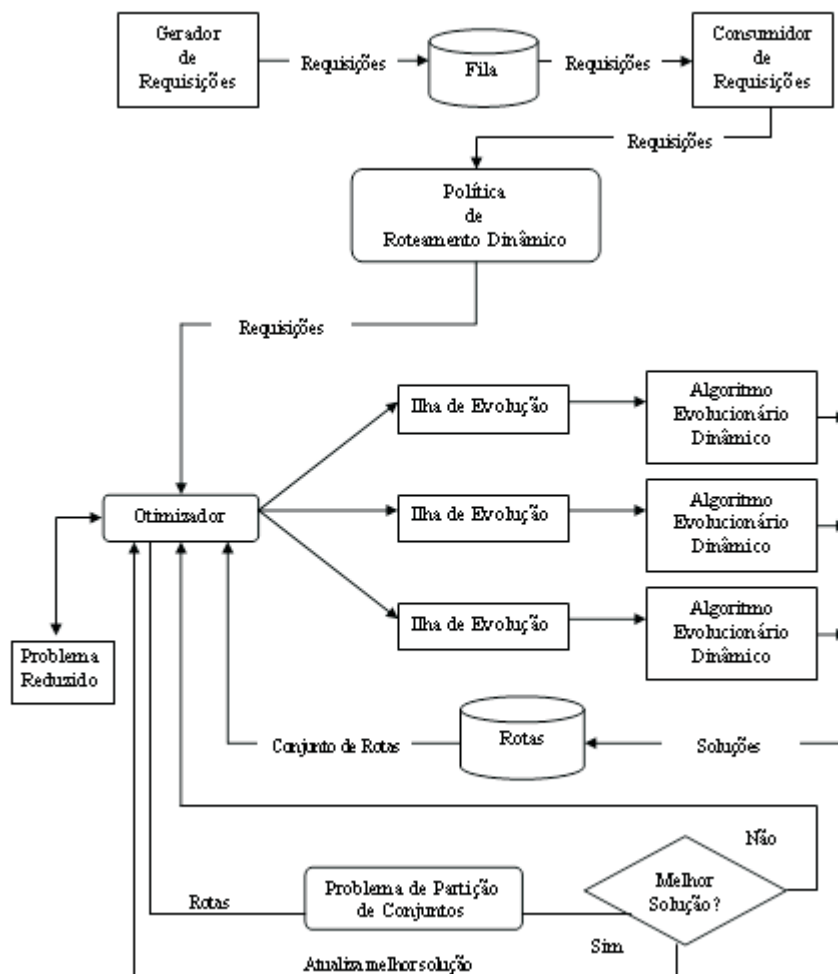 Gerador
de
Requisições
Requisições
Fila
Requisições
Consumidor
de
Requisições
Requisições
Política
de
Roteamento Dinâmico
Requisições
Ilha de Evolução
Algoritmo
Evolucionário
Dinâmico
Otimizador
Ilha de Evolução
Algoritmo
Evolucionário
Dinâmico
Ilha de Evolução
Algoritmo
Evolucionário
Dinâmico
Problema
Reduzido
Conjunto de Rotas
Rotas
Soluções
Não
Rotas
Problema de Partição
de Conjuntos
Melhor
Solução?
Sim
Atualiza melhor solução